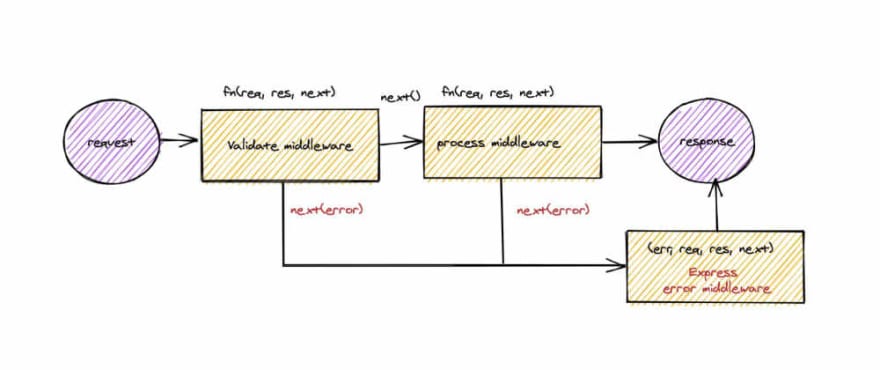 fn(req, res, next)
next()
fn(req, res, next)
request
Validate middleware
process middleware
response
next(error)
next(error)
(err, req, res, next)
Express
error middleware